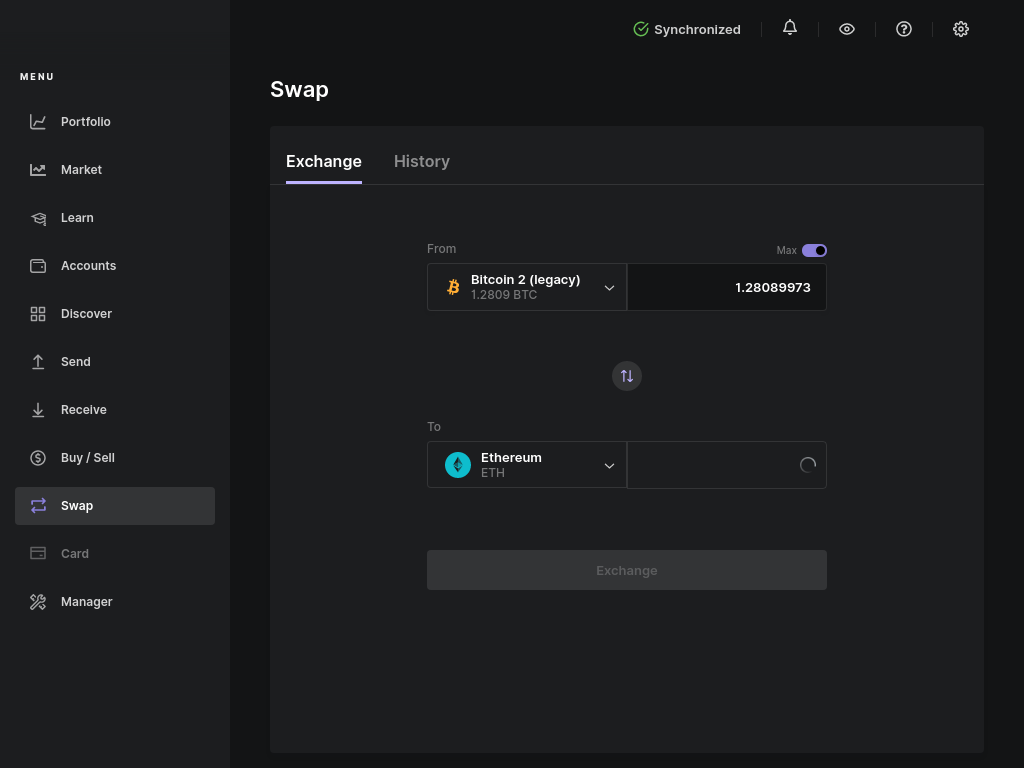 Synchronized
MENU
Portfolio
Market
Learn
Accounts
Discover
Send
Receive
Buy / Sell
Swap
Card
Manager
Swap
Exchange
History
From
Max
Bitcoin 2 (legacy)
1.2809 BTC
1.28089973
To
Ethereum
ETH
Exchange